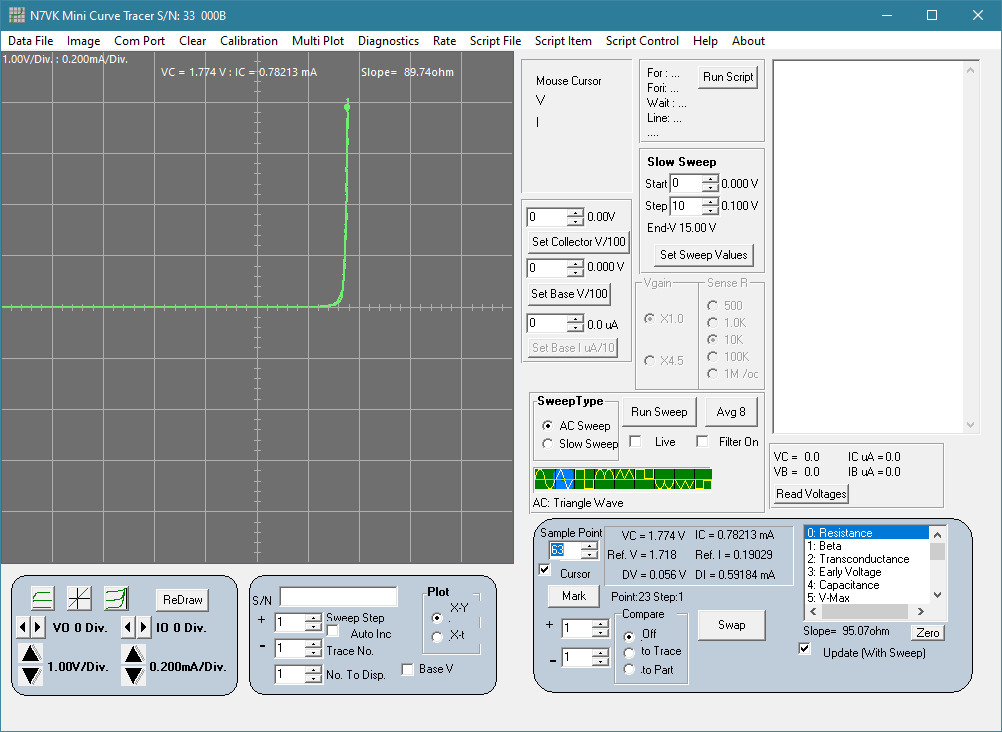 N7VK Mini Curve Tracer S/N: 33 000B
Data File Image Com Port Clear Calibration Multi Plot Diagnostics Rate Script File Script Item Script Control Help About
1.00V/Div. : 0.200mA/Div.
VC = 1.774 V : IC = 0.78213 mA Slope= 89.74ohm
Mouse Cursor
V
I
For : ...
Fori: ...
Wait : ...
Line: ...
....
Run Script
Slow Sweep
Start 0 0.000 V
Step 10 0.100 V
End-V 15.00 V
Set Sweep Values
0 0.00V
Set Collector V/100
0 0.000 V
Set Base V/100
0 0.0 uA
Set Base I uA/10
Vgain
X1.0
X4.5
Sense R
500
1.0K
10K
100K
1M /oc
SweepType
AC Sweep
Slow Sweep
Run Sweep Avg 8
Live Filter On
AC: Triangle Wave
VC = 0.0 IC uA = 0.0
VB = 0.0 IB uA = 0.0
Read Voltages
ReDraw
VO 0 Div. IO 0 Div.
1.00V/Div. 0.200mA/Div.
S/N
+ 1 Sweep Step
Auto Inc
- 1 Trace No.
1 No. To Disp.
Plot
X-Y
X-t
Base V
Sample Point
63
Cursor
Mark
VC = 1.774 V IC = 0.78213 mA
Ref. V = 1.718 Ref. I = 0.19029
DV = 0.056 V DI = 0.59184 mA
Point:23 Step:1
+ 1
- 1
Compare
.Off
to Trace
.to Part
Swap
0: Resistance
1: Beta
2: Transconductance
3: Early Voltage
4: Capacitance
5: V-Max
Slope= 95.07ohm
Zero
Update (With Sweep)